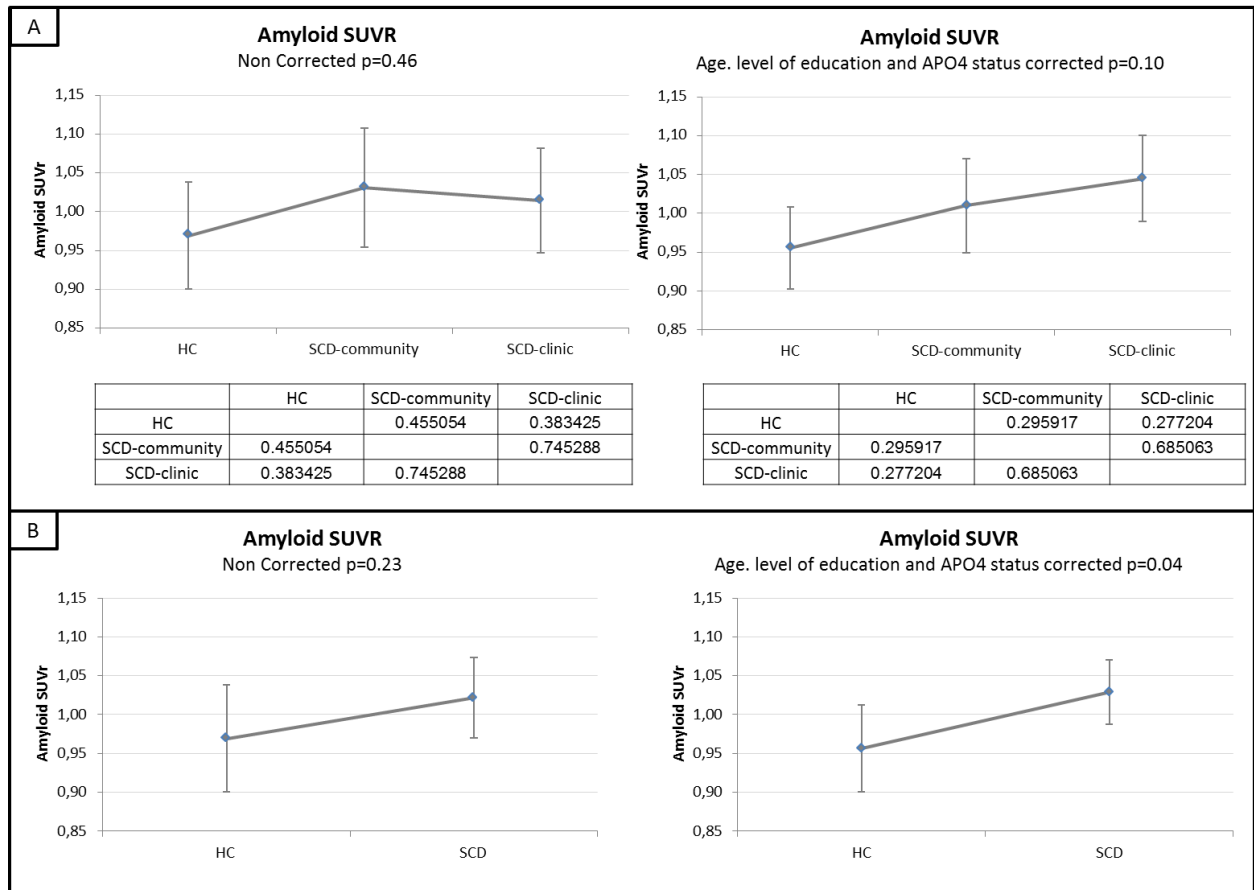 A
Amyloid SUVR
Non Corrected p=0.46
1,15
1,10
1,05
1,00
0,95
0,90
0,85
Amyloid SUVr
HC SCD-community SCD-clinic
HC SCD-community SCD-clinic
HC 0.455054 0.383425
SCD-community 0.455054 0.745288
SCD-clinic 0.383425 0.745288
Amyloid SUVR
Age. level of education and APO4 status corrected p=0.10
1,15
1,10
1,05
1,00
0,95
0,90
0,85
Amyloid SUVr
HC SCD-community SCD-clinic
HC SCD-community SCD-clinic
HC 0.295917 0.277204
SCD-community 0.295917 0.685063
SCD-clinic 0.277204 0.685063
B
Amyloid SUVR
Non Corrected p=0.23
1,15
1,10
1,05
1,00
0,95
0,90
0,85
Amyloid SUVr
HC SCD
Amyloid SUVR
Age. level of education and APO4 status corrected p=0.04
1,15
1,10
1,05
1,00
0,95
0,90
0,85
Amyloid SUVr
HC SCD